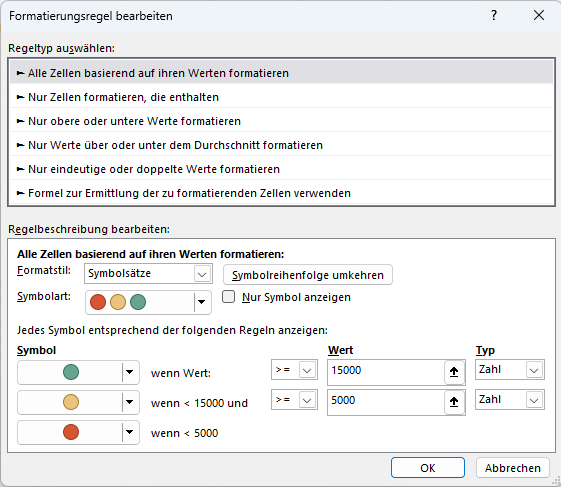 Formatierungsregel bearbeiten ?
Regeltyp auswählen:
► Alle Zellen basierend auf ihren Werten formatieren
► Nur Zellen formatieren, die enthalten
► Nur obere oder untere Werte formatieren
► Nur Werte über oder unter dem Durchschnitt formatieren
► Nur eindeutige oder doppelte Werte formatieren
► Formel zur Ermittlung der zu formatierenden Zellen verwenden
Regelbeschreibung bearbeiten:
Alle Zellen basierend auf ihren Werten formatieren:
Formatstil: Symbolsätze Symbolreihenfolge umkehren
Symbolart: Nur Symbol anzeigen
Jedes Symbol entsprechend der folgenden Regeln anzeigen:
Symbol Wert Typ
wenn Wert: >= 15000 Zahl
wenn < 15000 und >= 5000 Zahl
wenn < 5000
OK Abbrechen